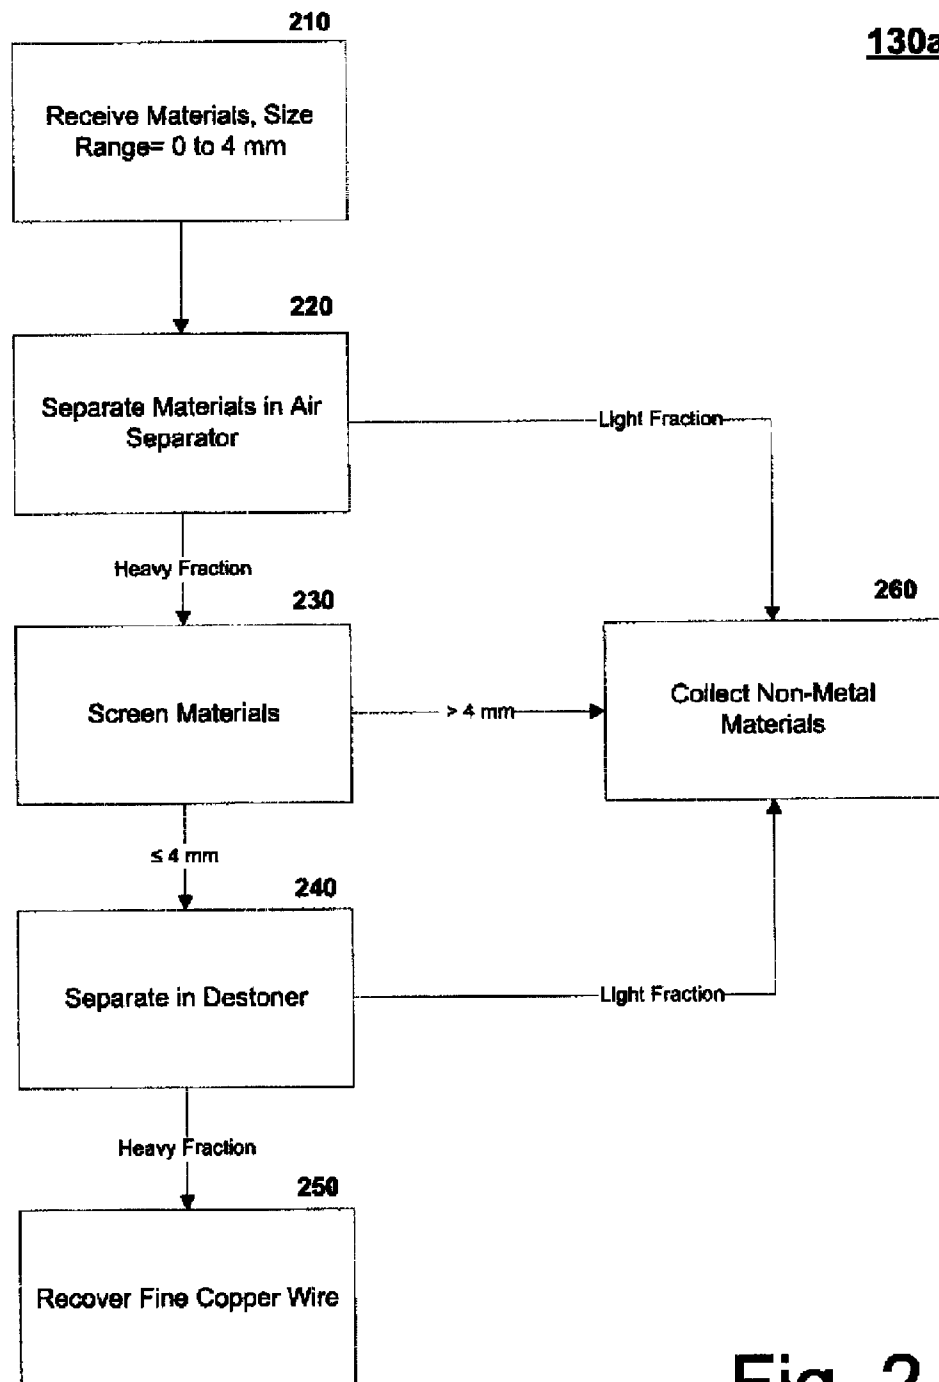 210
130a
Receive Materials, Size
Range= 0 to 4 mm
220
Separate Materials in Air
Separator
Light Fraction
Heavy Fraction
230
260
Screen Materials
> 4 mm
Collect Non-Metal
Materials
≤ 4 mm
240
Separate in Destoner
Light Fraction
Heavy Fraction
250
Recover Fine Copper Wire
Fig. 2